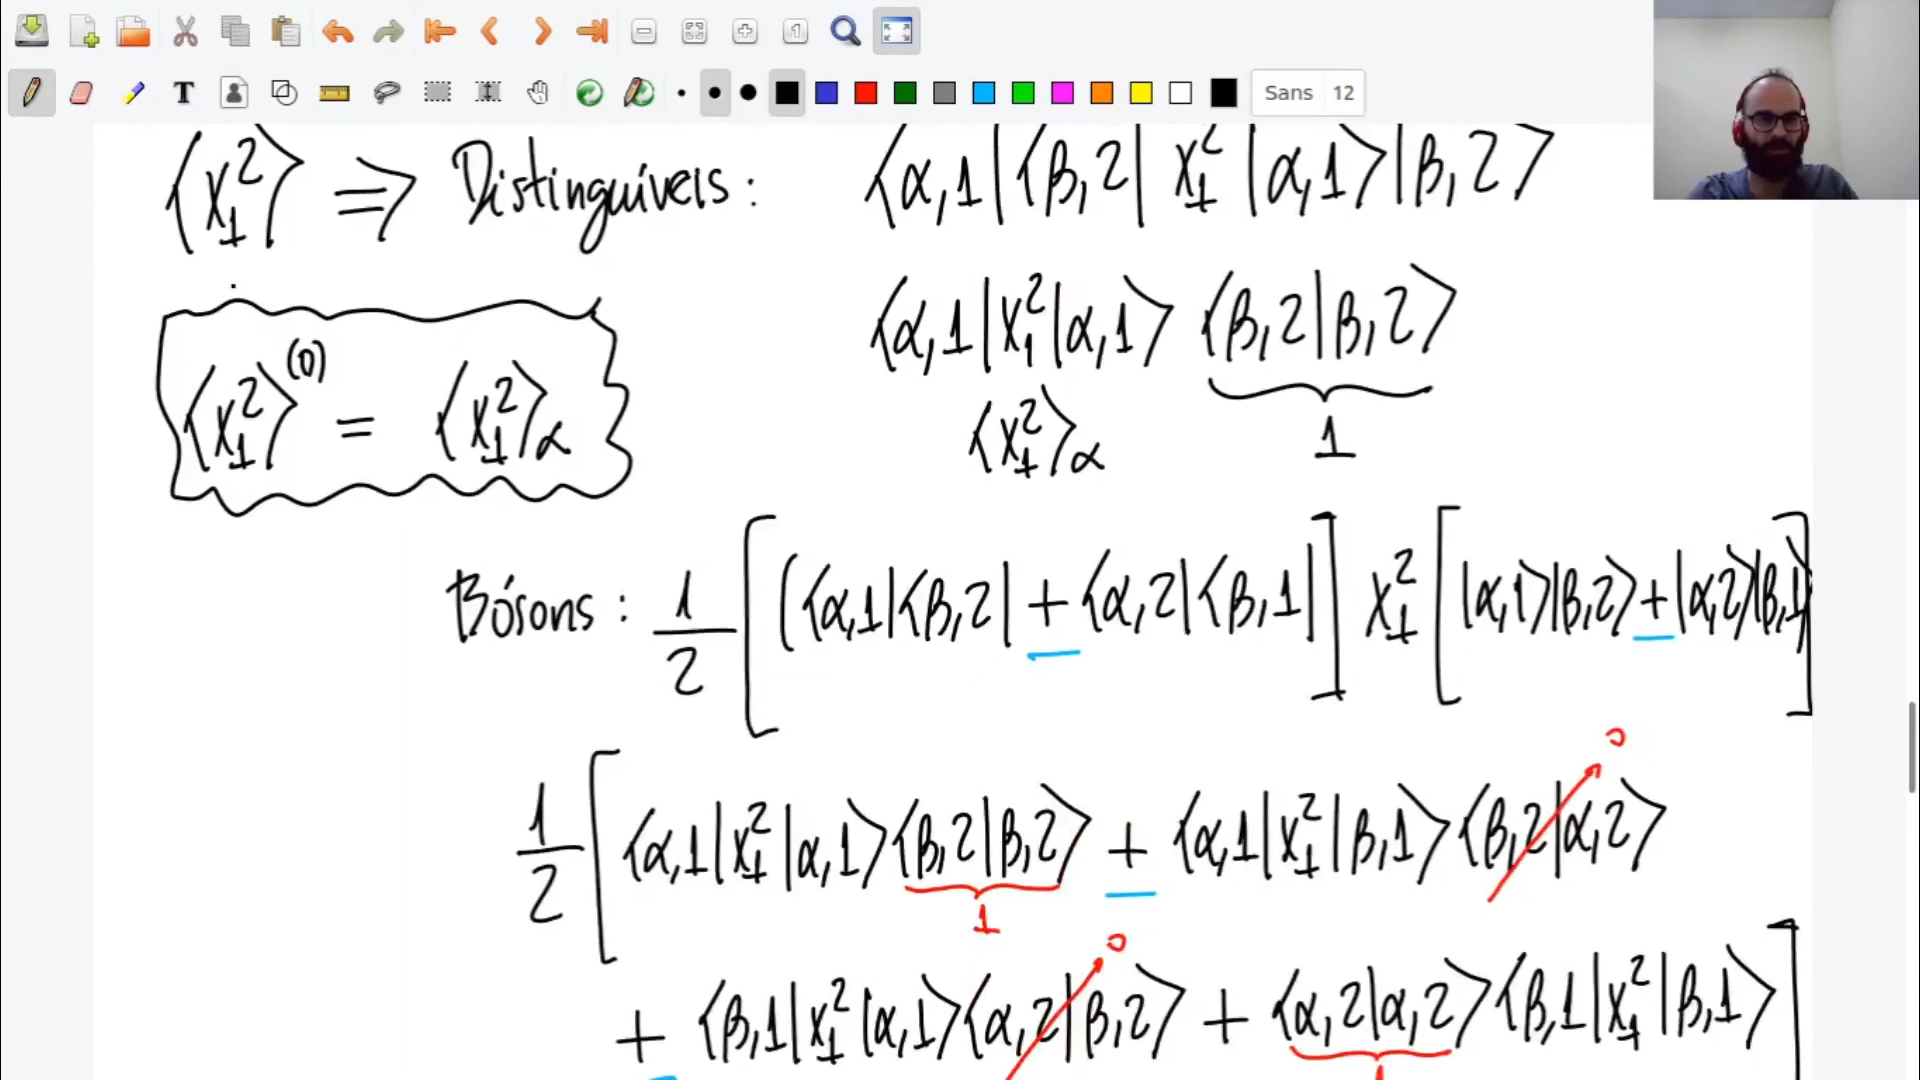 Sans 12
⟨x₁²⟩ ⇒ Distinguíveis: ⟨α,1|⟨β,2| x₁² |α,1⟩|β,2⟩
⟨α,1|x₁²|α,1⟩ ⟨β,2|β,2⟩
⟨x₁²⟩⁽ᴰ⁾ = ⟨x₁²⟩α
⟨x₁²⟩α 1
Bósons: 1/2 [(⟨α,1|⟨β,2| + ⟨α,2|⟨β,1|] x₁² [|α,1⟩|β,2⟩ + |α,2⟩|β,1⟩]
0
1/2 [⟨α,1|x₁²|α,1⟩⟨β,2|β,2⟩ + ⟨α,1|x₁²|β,1⟩⟨β,2|α,2⟩
1
0
+ ⟨β,1|x₁²|α,1⟩⟨α,2|β,2⟩ + ⟨α,2|α,2⟩⟨β,1|x₁²|β,1⟩]